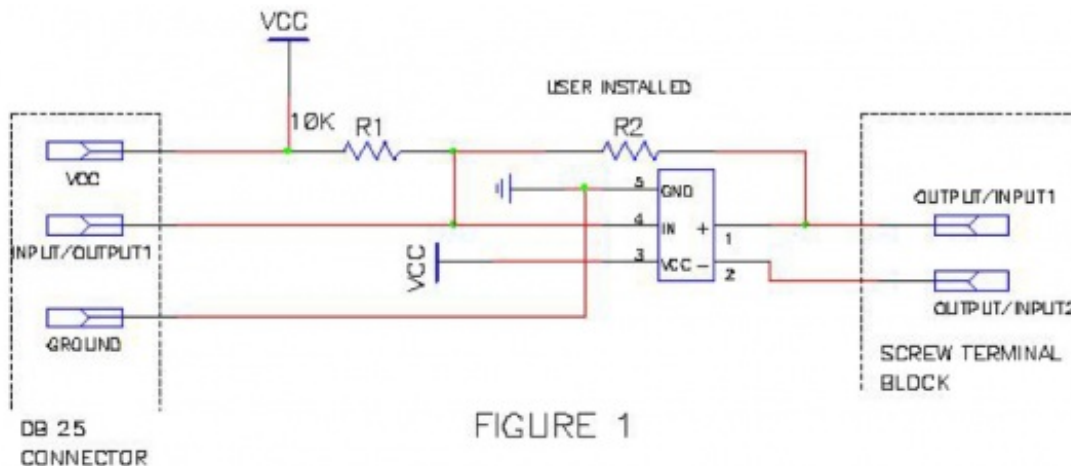 VCC
USER INSTALLED
10K
R1
R2
VCC
5
GND
OUTPUT/INPUT1
INPUT/OUTPUT1
4
IN
+
1
VCC
3
VCC
-
2
OUTPUT/INPUT2
GROUND
SCREW TERMINAL
BLOCK
FIGURE 1
DB 25
CONNECTOR